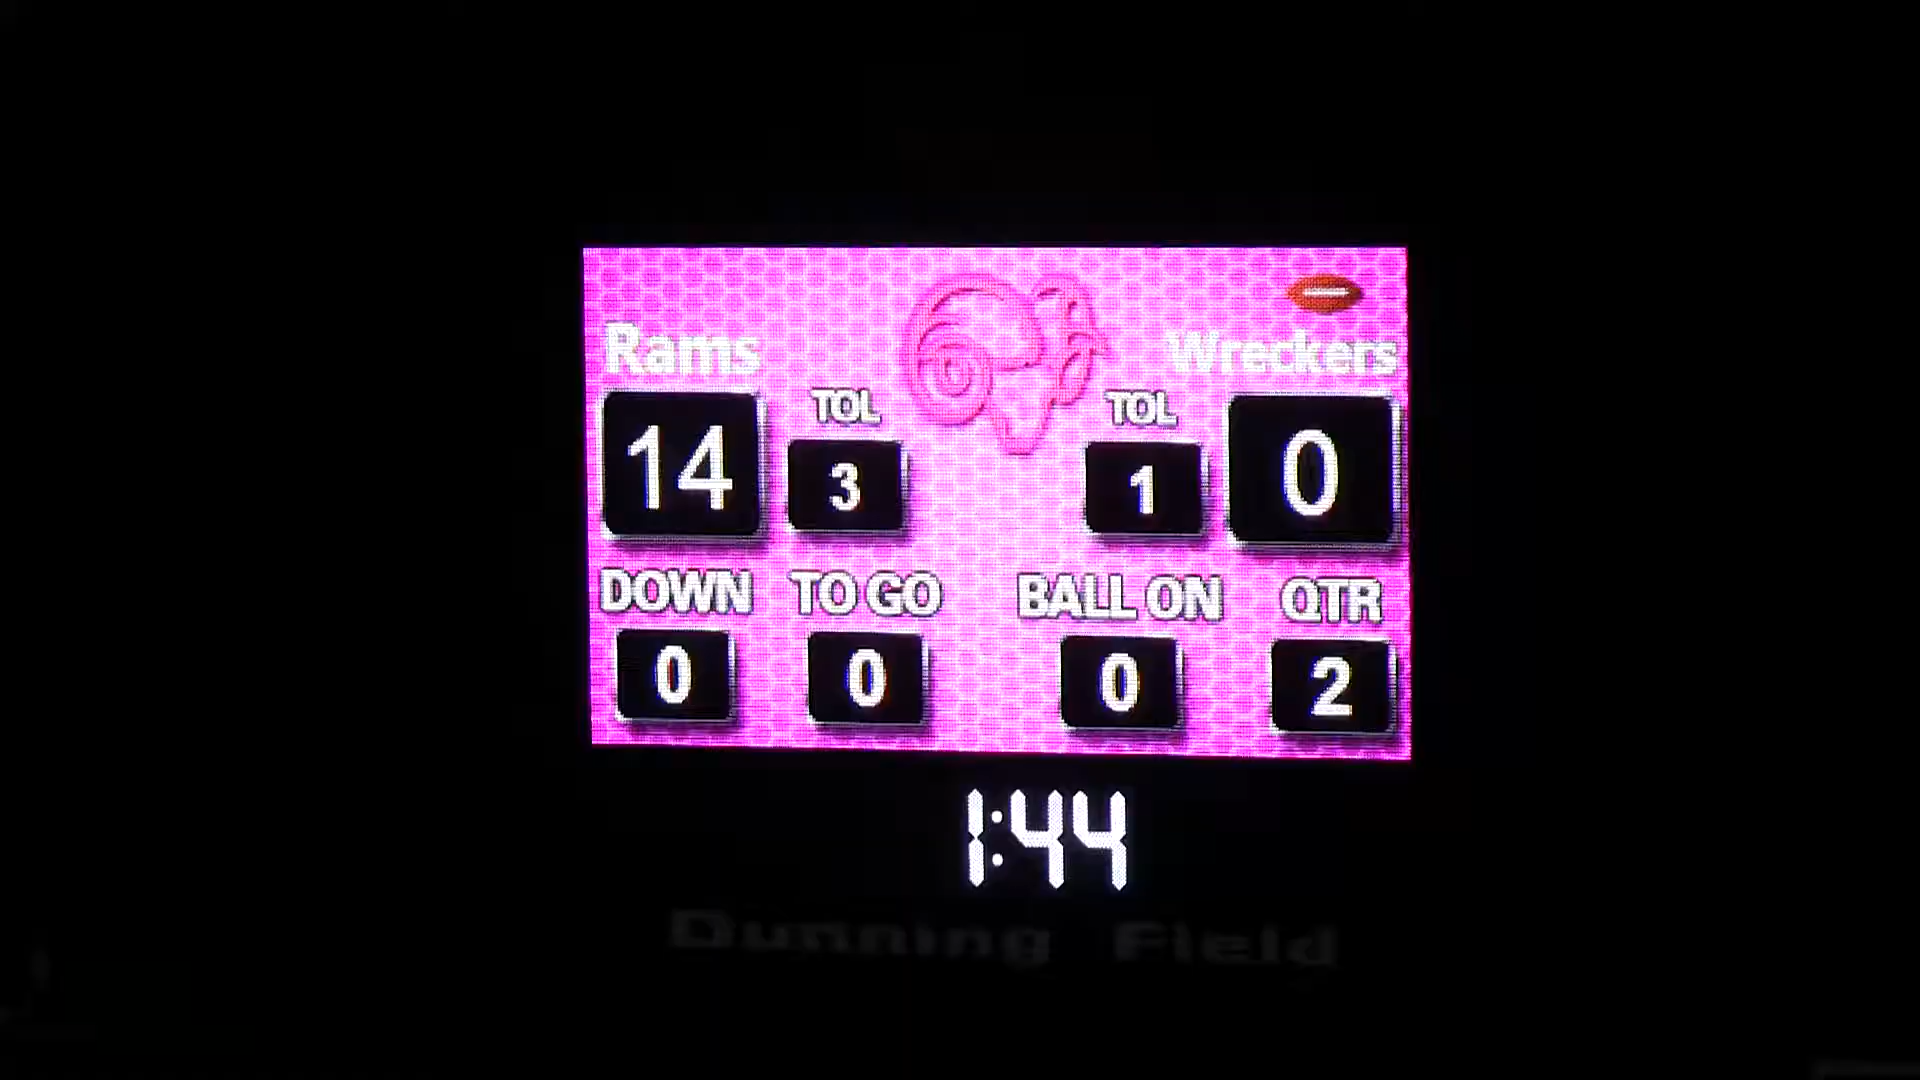 Rams Wreckers
TOL TOL
14 3 1 0
DOWN TO GO BALL ON QTR
0 0 0 2
1:44
Dunning Field